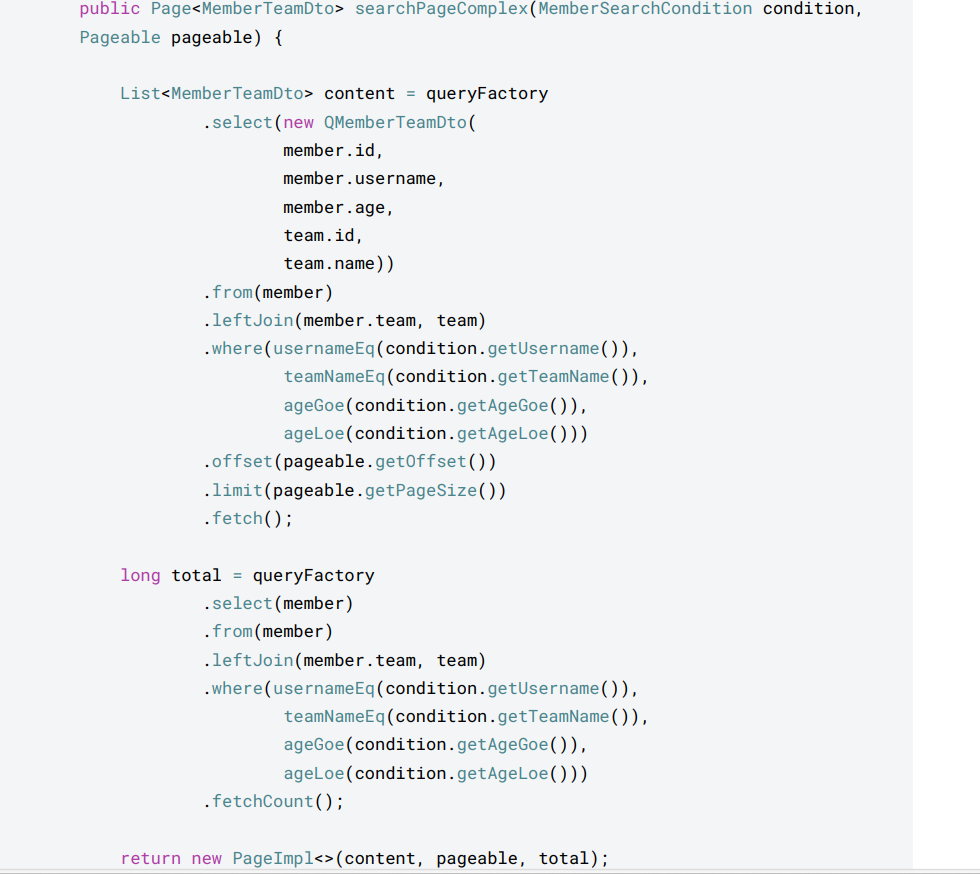 public Page<MemberTeamDto> searchPageComplex(MemberSearchCondition condition,
Pageable pageable) {
List<MemberTeamDto> content = queryFactory
.select(new QMemberTeamDto(
member.id,
member.username,
member.age,
team.id,
team.name))
.from(member)
.leftJoin(member.team, team)
.where(usernameEq(condition.getUsername()),
teamNameEq(condition.getTeamName()),
ageGoe(condition.getAgeGoe()),
ageLoe(condition.getAgeLoe()))
.offset(pageable.getOffset())
.limit(pageable.getPageSize())
.fetch();
long total = queryFactory
.select(member)
.from(member)
.leftJoin(member.team, team)
.where(usernameEq(condition.getUsername()),
teamNameEq(condition.getTeamName()),
ageGoe(condition.getAgeGoe()),
ageLoe(condition.getAgeLoe()))
.fetchCount();
return new PageImpl<>(content, pageable, total);